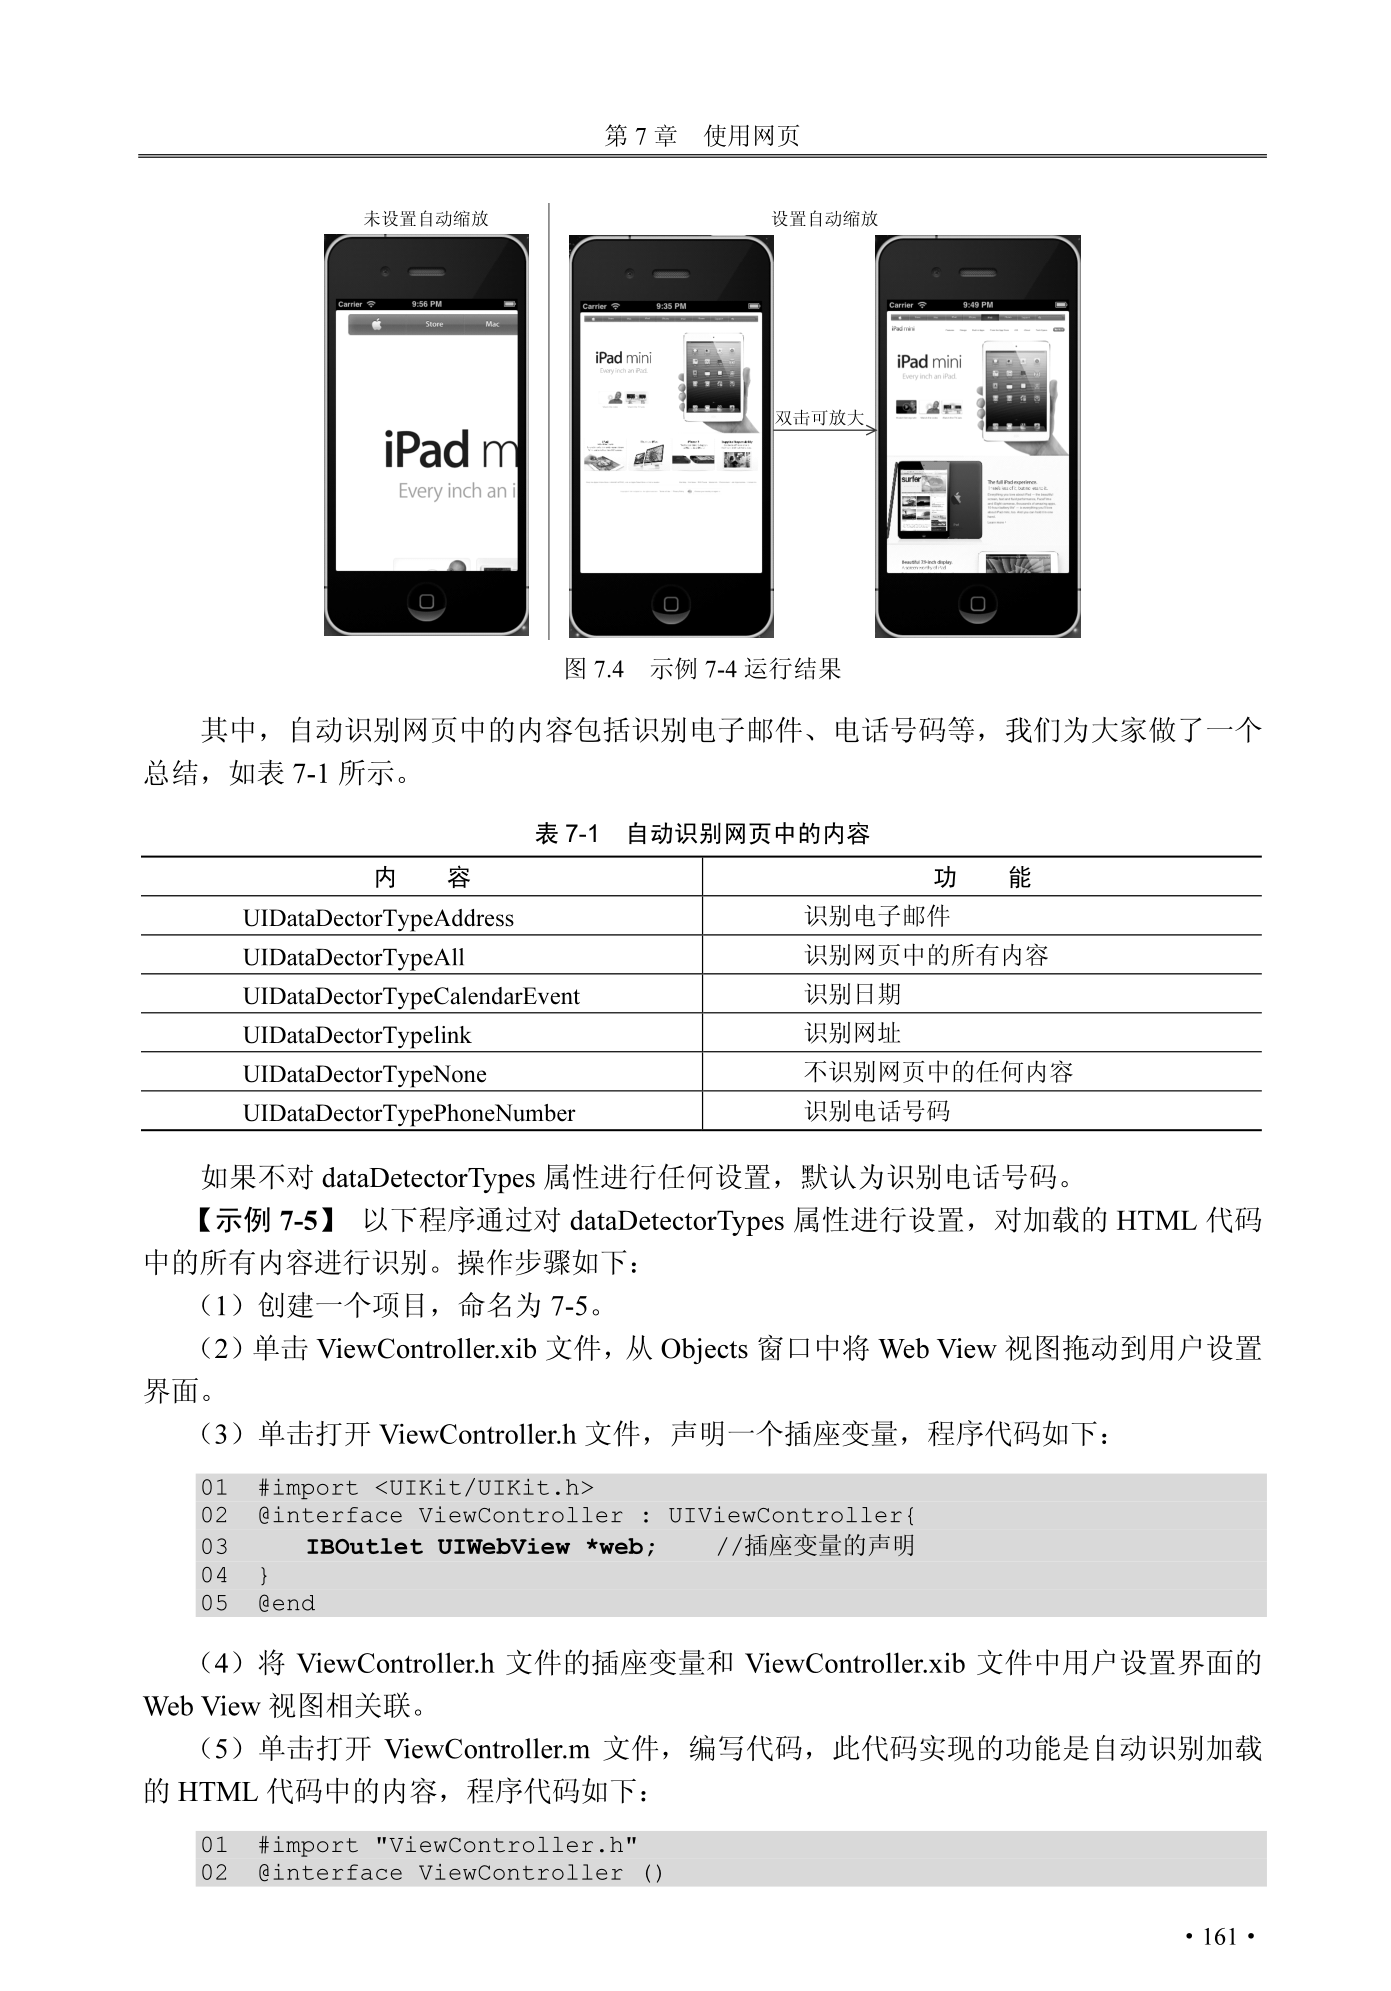 第 7 章　使用网页
未设置自动缩放
设置自动缩放
Carrier 9:56 PM
Store Mac
iPad m
Every inch an i
Carrier 9:35 PM
iPad mini
Every inch an iPad.
双击可放大
Carrier 9:49 PM
iPad mini
iPad mini
Every inch an iPad.
surfer
The full iPad experience.
Beautiful 7.9-inch display.
图 7.4　示例 7-4 运行结果
其中，自动识别网页中的内容包括识别电子邮件、电话号码等，我们为大家做了一个
总结，如表 7-1 所示。
表 7-1　自动识别网页中的内容
内　容　功　能
UIDataDectorTypeAddress　识别电子邮件
UIDataDectorTypeAll　识别网页中的所有内容
UIDataDectorTypeCalendarEvent　识别日期
UIDataDectorTypelink　识别网址
UIDataDectorTypeNone　不识别网页中的任何内容
UIDataDectorTypePhoneNumber　识别电话号码
如果不对 dataDetectorTypes 属性进行任何设置，默认为识别电话号码。
【示例 7-5】 以下程序通过对 dataDetectorTypes 属性进行设置，对加载的 HTML 代码
中的所有内容进行识别。操作步骤如下：
（1）创建一个项目，命名为 7-5。
（2）单击 ViewController.xib 文件，从 Objects 窗口中将 Web View 视图拖动到用户设置
界面。
（3）单击打开 ViewController.h 文件，声明一个插座变量，程序代码如下：
01 #import <UIKit/UIKit.h>
02 @interface ViewController : UIViewController{
03 IBOutlet UIWebView *web; //插座变量的声明
04 }
05 @end
（4）将 ViewController.h 文件的插座变量和 ViewController.xib 文件中用户设置界面的
Web View 视图相关联。
（5）单击打开 ViewController.m 文件，编写代码，此代码实现的功能是自动识别加载
的 HTML 代码中的内容，程序代码如下：
01 #import "ViewController.h"
02 @interface ViewController ()
• 161 •